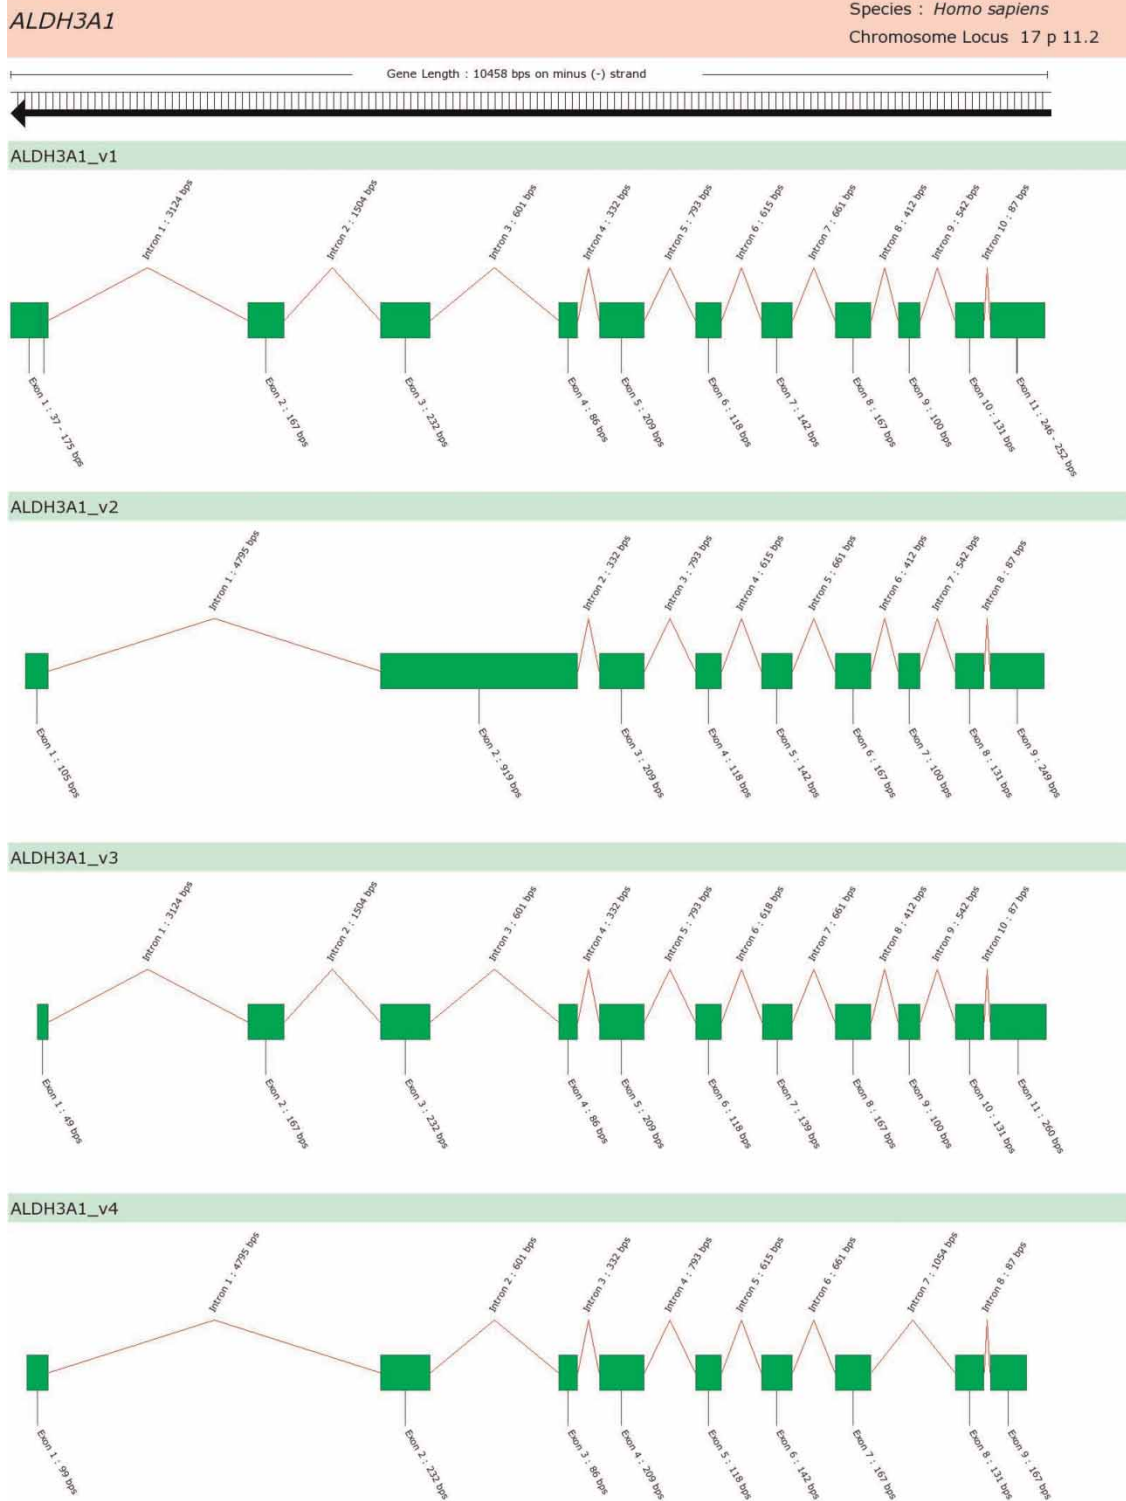 ALDH3A1
Species : Homo sapiens
Chromosome Locus 17 p 11.2
Gene Length : 10458 bps on minus (-) strand
ALDH3A1_v1
Intron 1 : 3124 bps
Intron 2 : 1504 bps
Intron 3 : 601 bps
Intron 4 : 332 bps
Intron 5 : 793 bps
Intron 6 : 615 bps
Intron 7 : 661 bps
Intron 8 : 412 bps
Intron 9 : 542 bps
Intron 10 : 87 bps
Exon 1 : 37 - 175 bps
Exon 2 : 167 bps
Exon 3 : 232 bps
Exon 4 : 86 bps
Exon 5 : 209 bps
Exon 6 : 118 bps
Exon 7 : 142 bps
Exon 8 : 167 bps
Exon 9 : 100 bps
Exon 10 : 131 bps
Exon 11 : 246 - 252 bps
ALDH3A1_v2
Intron 1 : 4795 bps
Intron 2 : 332 bps
Intron 3 : 793 bps
Intron 4 : 615 bps
Intron 5 : 661 bps
Intron 6 : 412 bps
Intron 7 : 542 bps
Intron 8 : 87 bps
Exon 1 : 105 bps
Exon 2 : 919 bps
Exon 3 : 209 bps
Exon 4 : 118 bps
Exon 5 : 142 bps
Exon 6 : 167 bps
Exon 7 : 100 bps
Exon 8 : 131 bps
Exon 9 : 249 bps
ALDH3A1_v3
Intron 1 : 3124 bps
Intron 2 : 1504 bps
Intron 3 : 601 bps
Intron 4 : 332 bps
Intron 5 : 793 bps
Intron 6 : 618 bps
Intron 7 : 661 bps
Intron 8 : 412 bps
Intron 9 : 542 bps
Intron 10 : 87 bps
Exon 1 : 49 bps
Exon 2 : 167 bps
Exon 3 : 232 bps
Exon 4 : 86 bps
Exon 5 : 209 bps
Exon 6 : 118 bps
Exon 7 : 139 bps
Exon 8 : 167 bps
Exon 9 : 100 bps
Exon 10 : 131 bps
Exon 11 : 260 bps
ALDH3A1_v4
Intron 1 : 4795 bps
Intron 2 : 601 bps
Intron 3 : 332 bps
Intron 4 : 793 bps
Intron 5 : 615 bps
Intron 6 : 661 bps
Intron 7 : 1054 bps
Intron 8 : 87 bps
Exon 1 : 99 bps
Exon 2 : 232 bps
Exon 3 : 86 bps
Exon 4 : 209 bps
Exon 5 : 118 bps
Exon 6 : 142 bps
Exon 7 : 167 bps
Exon 8 : 131 bps
Exon 9 : 167 bps